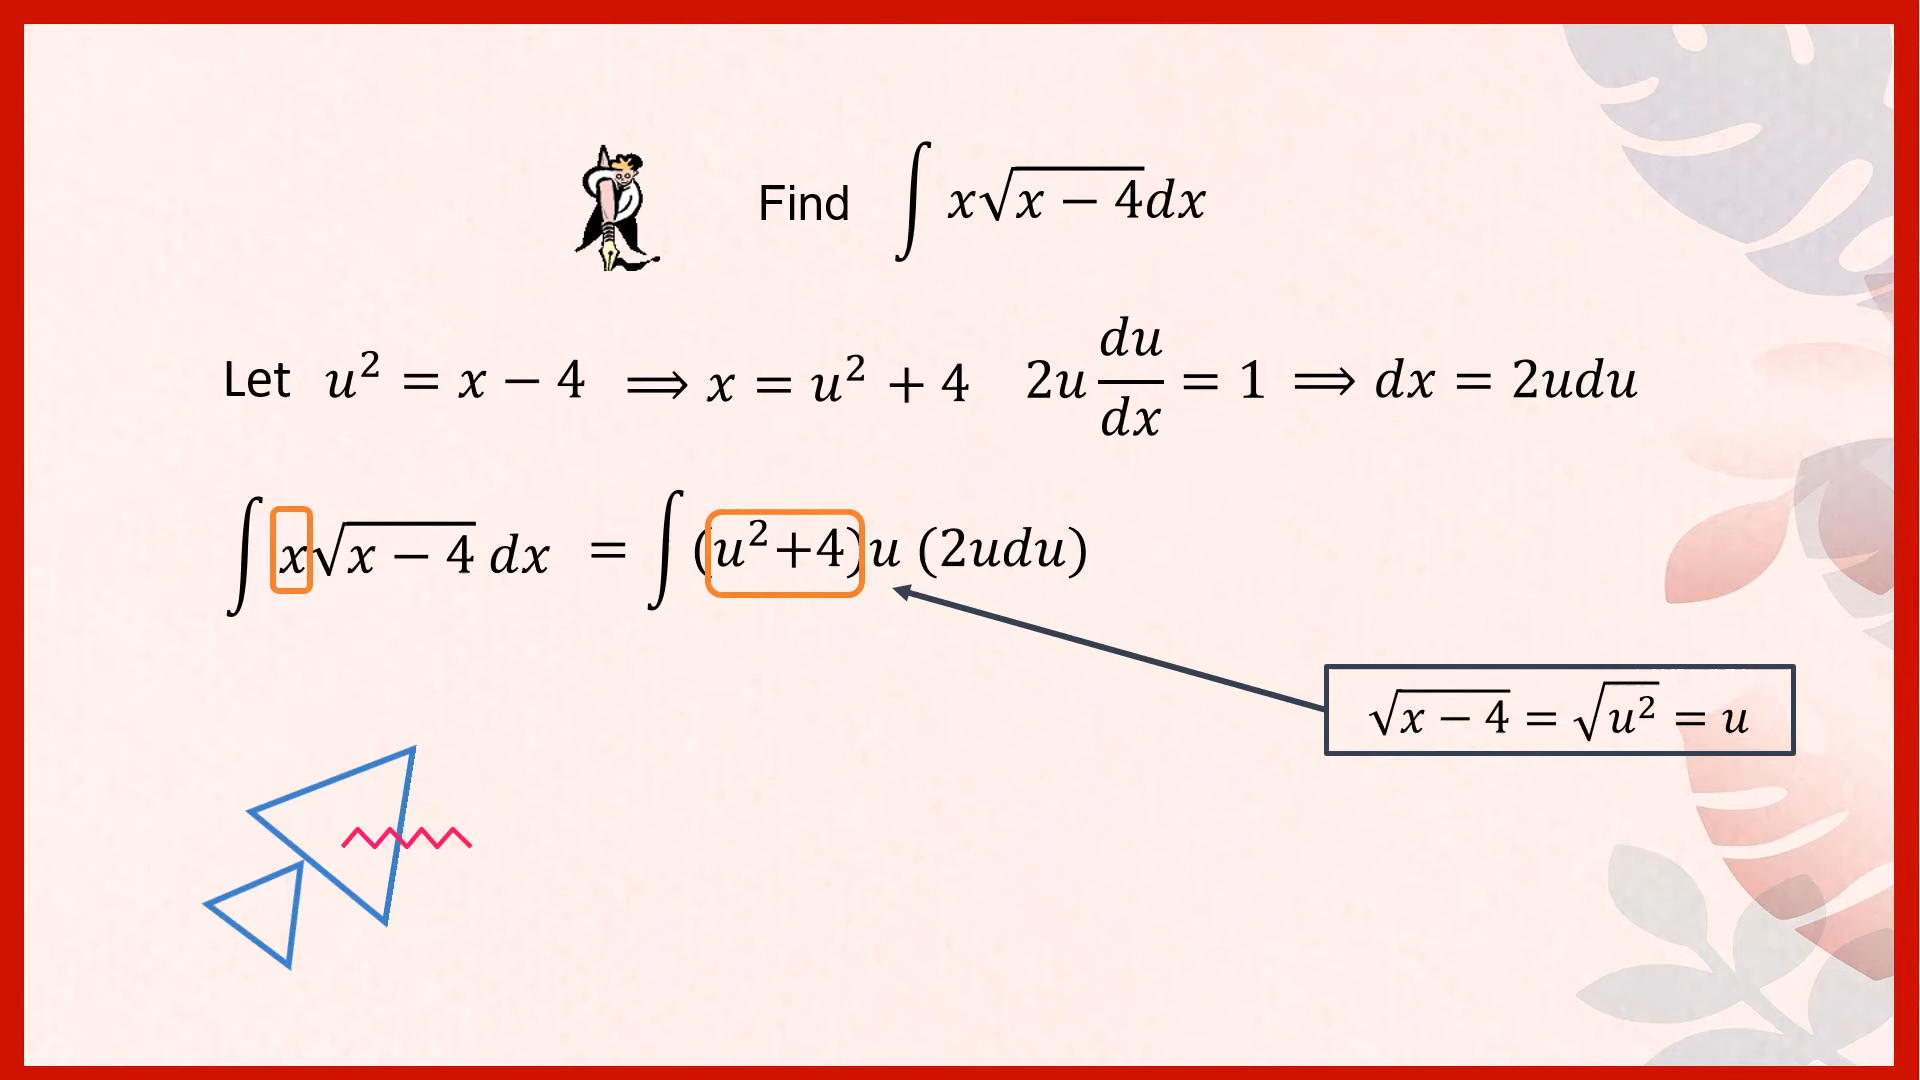 Find ∫ x√(x − 4)dx
Let u² = x − 4 ⟹ x = u² + 4 2u du/dx = 1 ⟹ dx = 2udu
∫ x√(x − 4) dx = ∫ (u²+4)u (2udu)
√(x − 4) = √(u²) = u